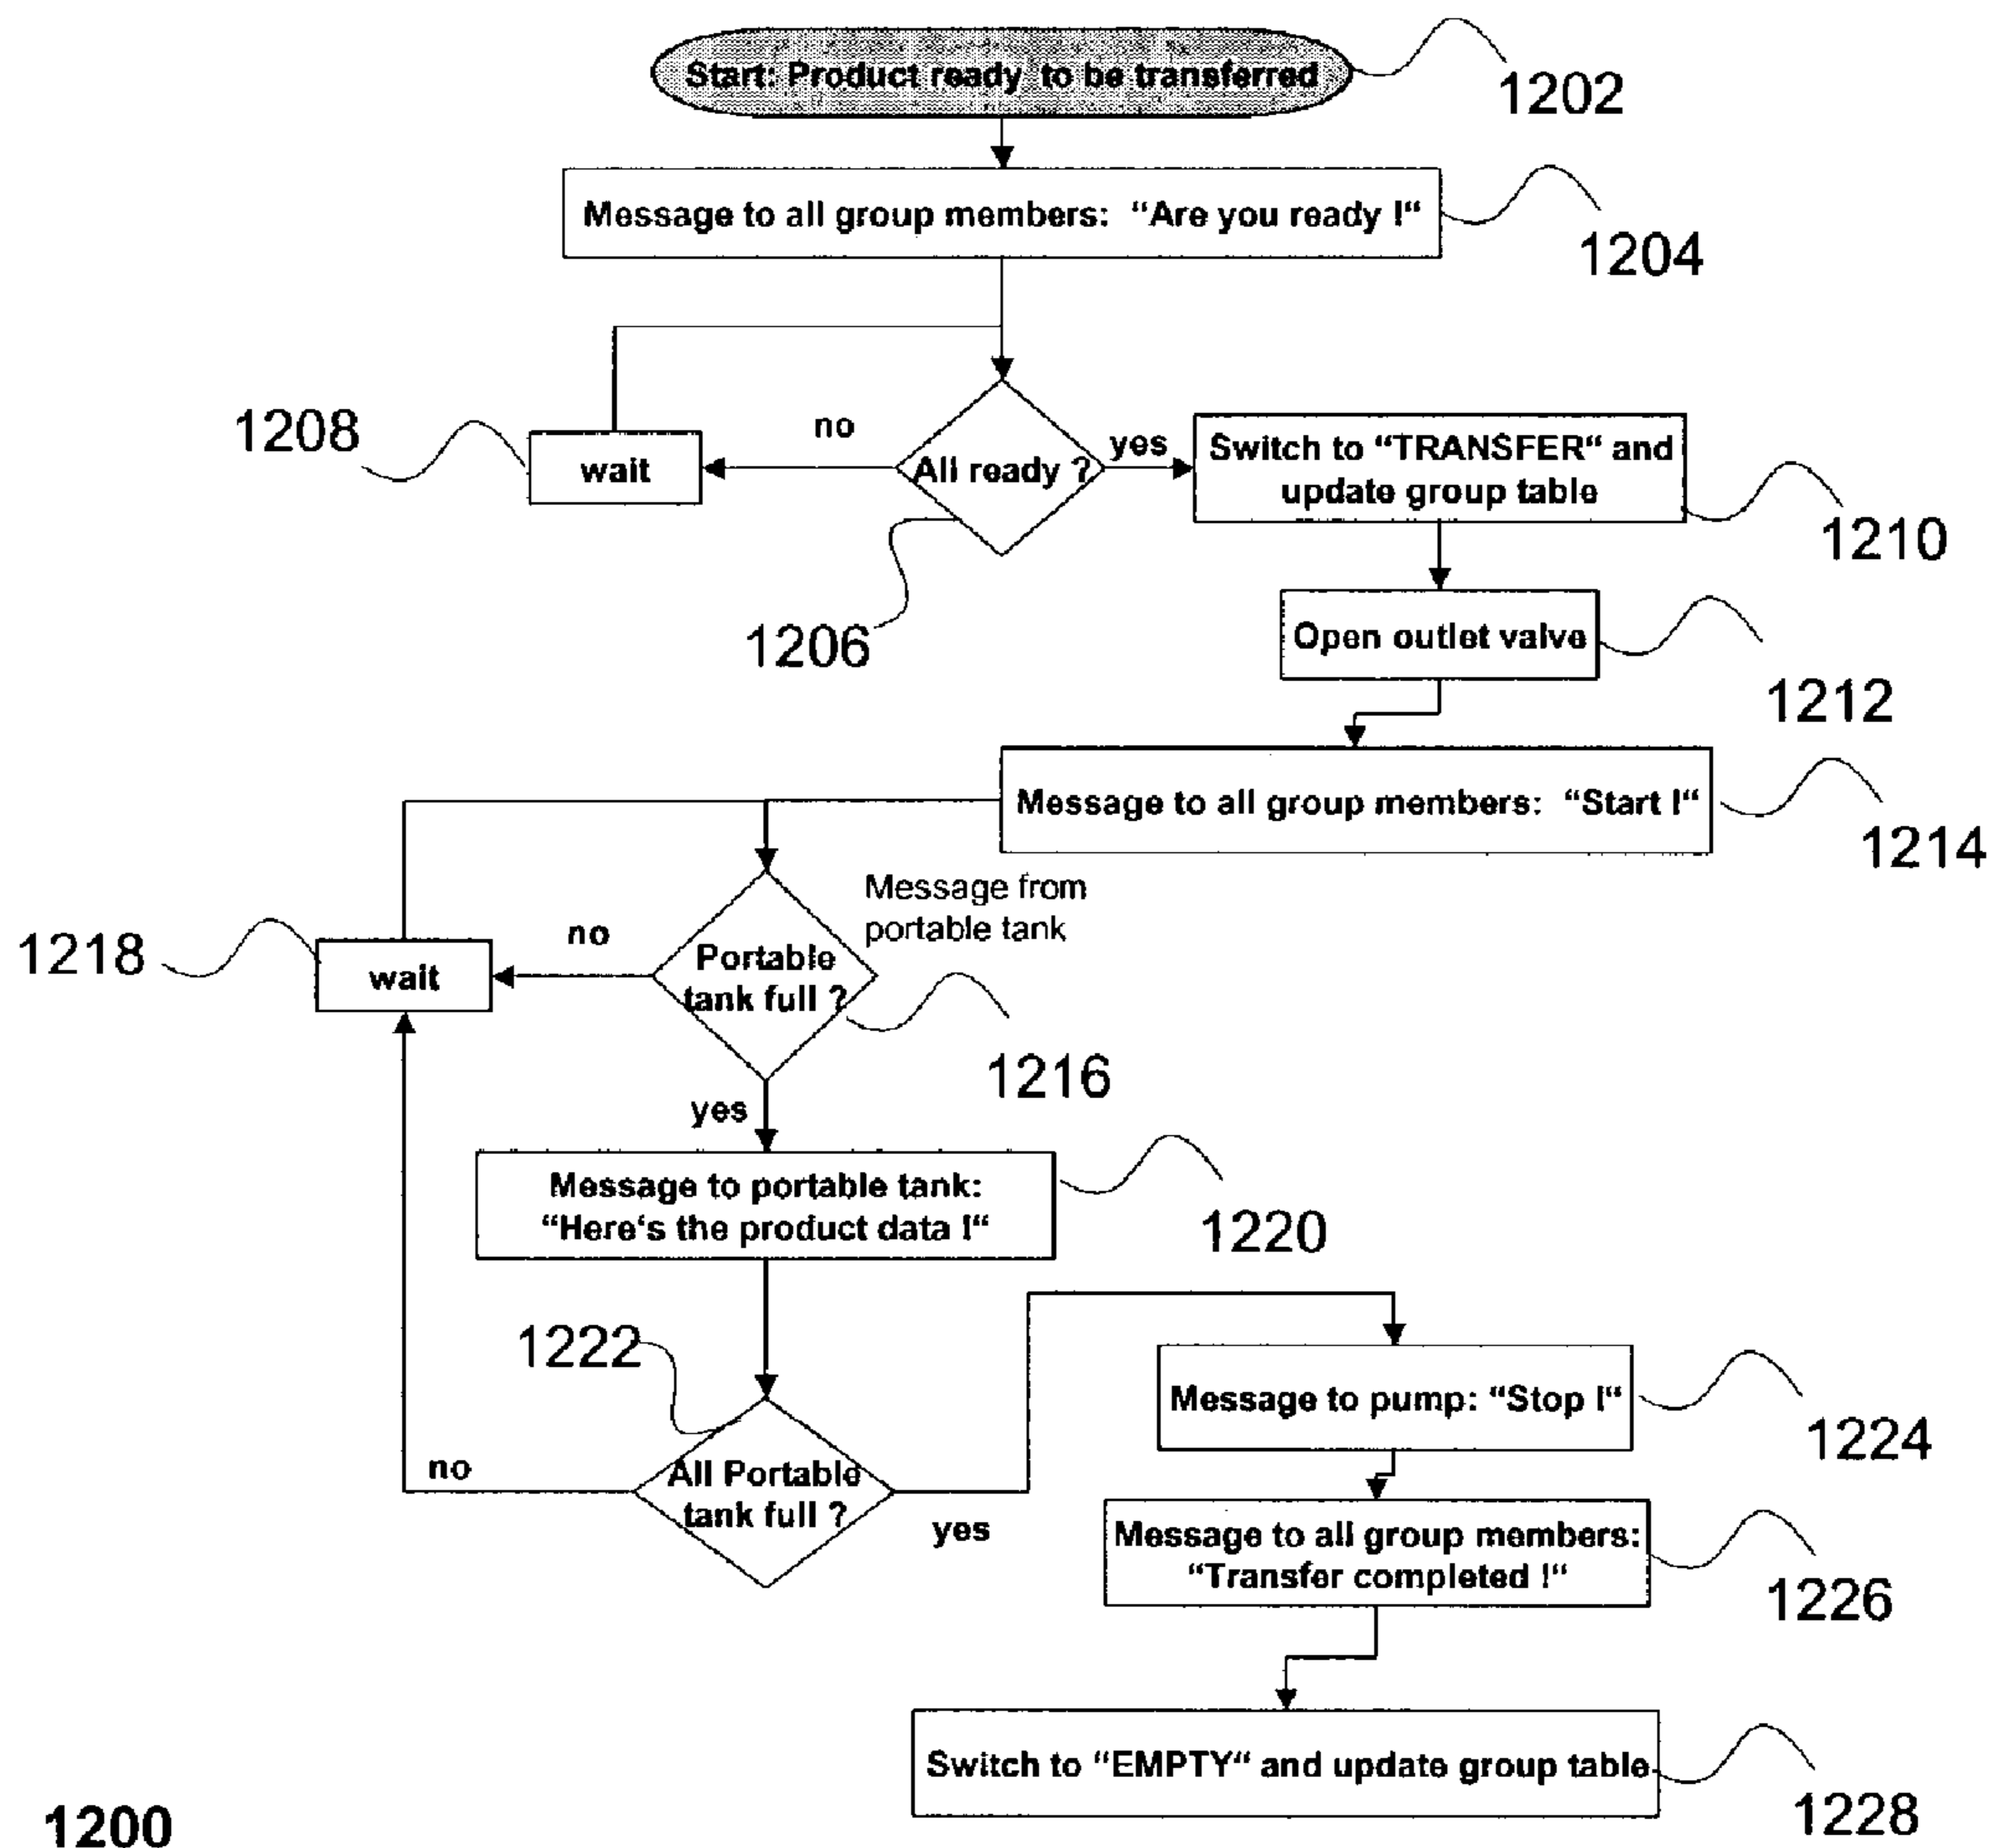 Start: Product ready to be transferred
1202
Message to all group members: “Are you ready !“
1204
1208
wait
no
All ready ?
yes
Switch to “TRANSFER“ and
update group table
1210
1206
Open outlet valve
1212
Message to all group members: “Start !“
1214
Message from
portable tank
1218
wait
no
Portable
tank full ?
1216
yes
Message to portable tank:
“Here‘s the product data !“
1220
1222
Message to pump: “Stop !“
1224
no
All Portable
tank full ?
yes
Message to all group members:
“Transfer completed !“
1226
Switch to “EMPTY“ and update group table
1228
1200